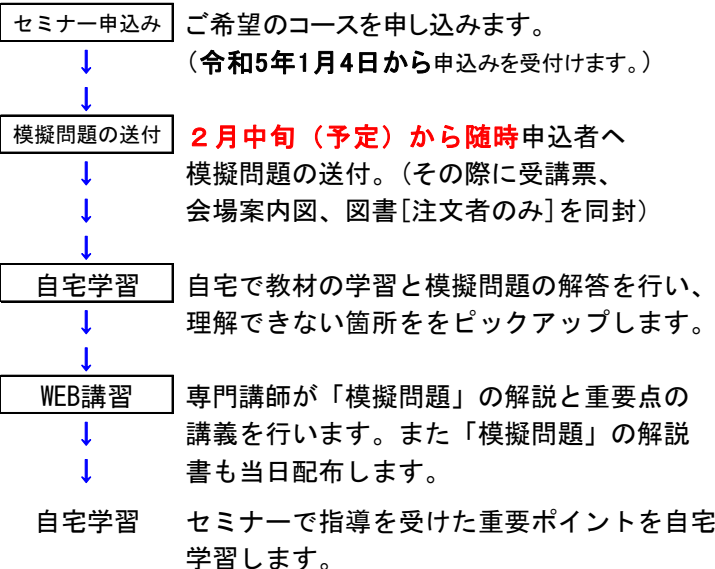 セミナー申込み ご希望のコースを申し込みます。
↓ （令和5年1月4日から申込みを受付けます。）
↓
模擬問題の送付 ２月中旬（予定）から随時申込者へ
↓ 模擬問題の送付。（その際に受講票、
↓ 会場案内図、図書[注文者のみ]を同封）
↓
自宅学習 自宅で教材の学習と模擬問題の解答を行い、
↓ 理解できない箇所ををピックアップします。
↓
WEB講習 専門講師が「模擬問題」の解説と重要点の
↓ 講義を行います。また「模擬問題」の解説
↓ 書も当日配布します。
自宅学習 セミナーで指導を受けた重要ポイントを自宅
学習します。